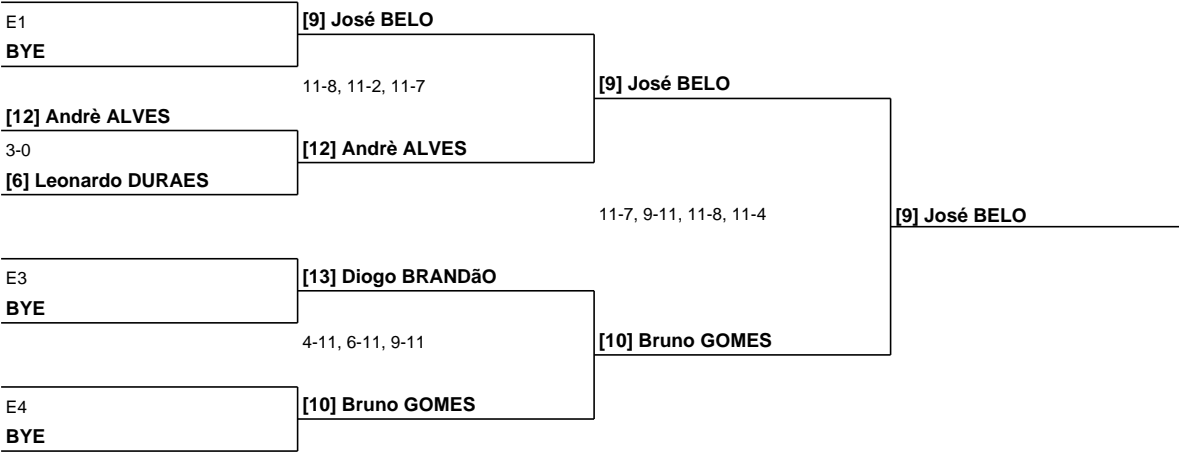 E1
BYE
[9] José BELO
11-8, 11-2, 11-7
[9] José BELO
[12] Andrè ALVES
3-0
[6] Leonardo DURAES
[12] Andrè ALVES
11-7, 9-11, 11-8, 11-4
[9] José BELO
E3
BYE
[13] Diogo BRANDãO
4-11, 6-11, 9-11
[10] Bruno GOMES
E4
BYE
[10] Bruno GOMES